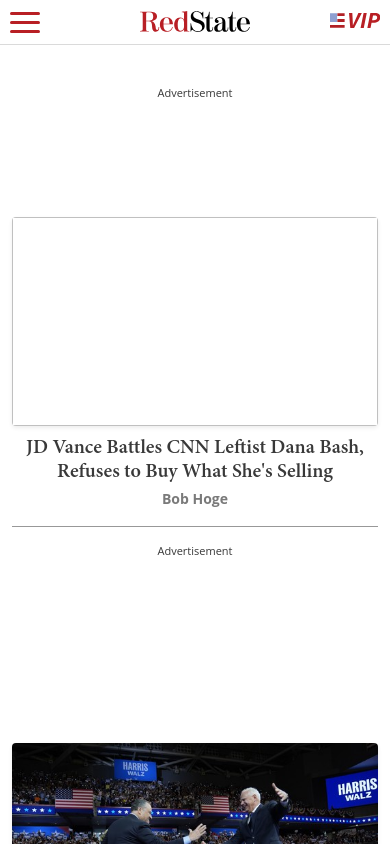 RedState
VIP
Advertisement
JD Vance Battles CNN Leftist Dana Bash,
Refuses to Buy What She's Selling
Bob Hoge
Advertisement
HARRIS
WALZ
HARRIS
WALZ